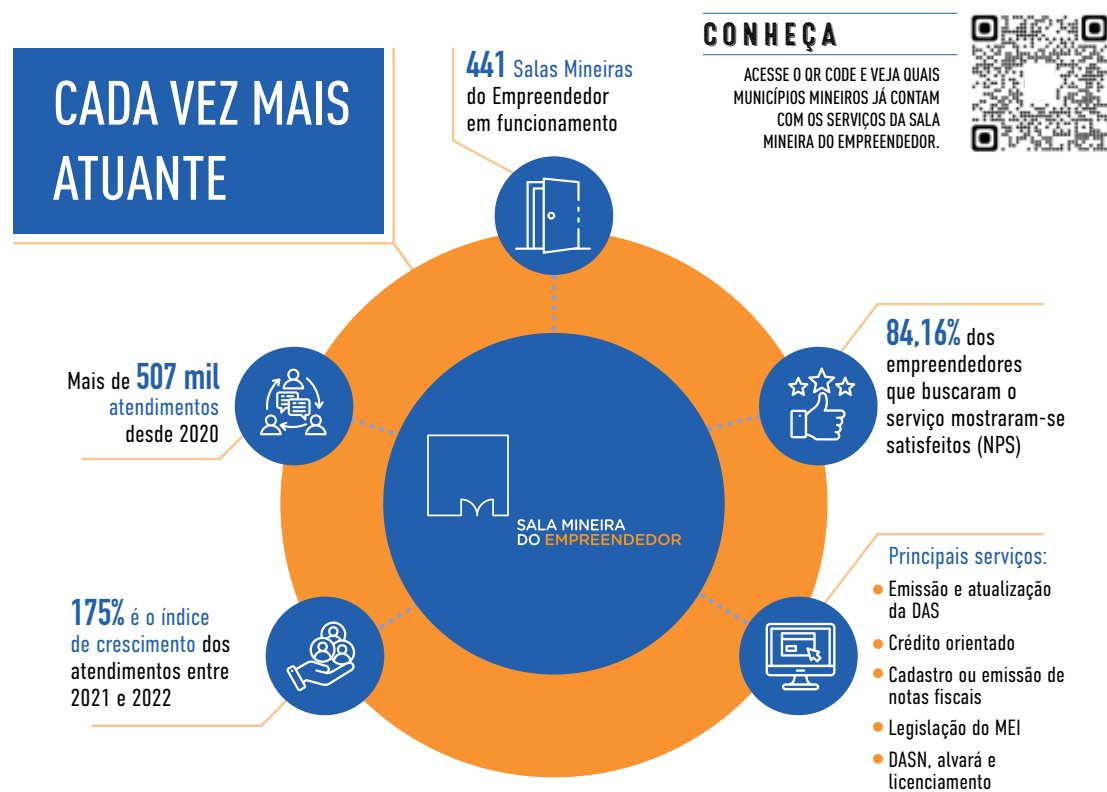 CADA VEZ MAIS
ATUANTE
441 Salas Mineiras
do Empreendedor
em funcionamento
CONHEÇA
ACESSE O QR CODE E VEJA QUAIS
MUNICÍPIOS MINEIROS JÁ CONTAM
COM OS SERVIÇOS DA SALA
MINEIRA DO EMPREENDEDOR.
84,16% dos
empreendedores
que buscaram o
serviço mostraram-se
satisfeitos (NPS)
Mais de 507 mil
atendimentos
desde 2020
SALA MINEIRA
DO EMPREENDEDOR
175% é o índice
de crescimento dos
atendimentos entre
2021 e 2022
Principais serviços:
Emissão e atualização
da DAS
Crédito orientado
Cadastro ou emissão de
notas fiscais
Legislação do MEI
DASN, alvará e
licenciamento